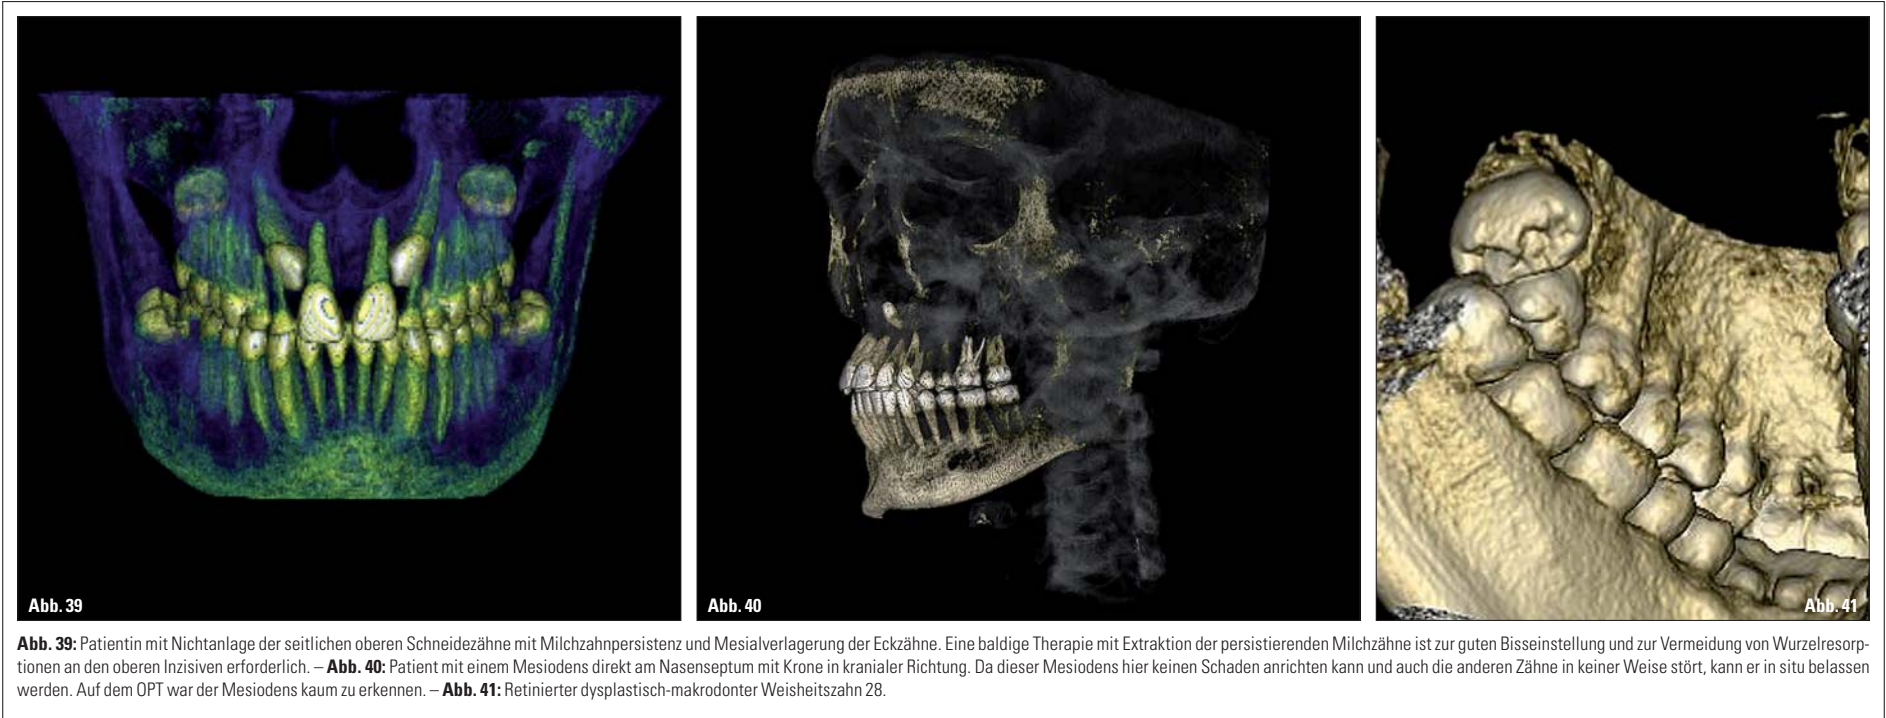 Abb. 39
Abb. 40
Abb. 41
Abb. 39: Patientin mit Nichtanlage der seitlichen oberen Schneidezähne mit Milchzahnpersistenz und Mesialverlagerung der Eckzähne. Eine baldige Therapie mit Extraktion der persistierenden Milchzähne ist zur guten Bisseinstellung und zur Vermeidung von Wurzelresorp-
tionen an den oberen Inzisiven erforderlich. – Abb. 40: Patient mit einem Mesiodens direkt am Nasenseptum mit Krone in kranialer Richtung. Da dieser Mesiodens hier keinen Schaden anrichten kann und auch die anderen Zähne in keiner Weise stört, kann er in situ belassen
werden. Auf dem OPT war der Mesiodens kaum zu erkennen. – Abb. 41: Retinierter dysplastisch-makrodonter Weisheitszahn 28.